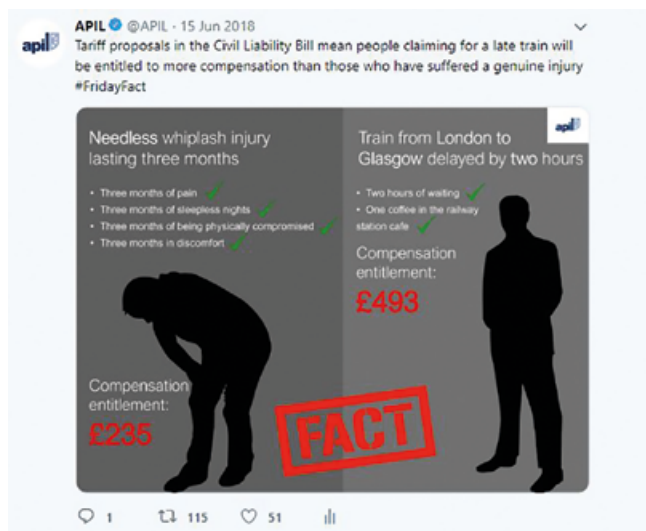 APIL @APIL · 15 Jun 2018
Tariff proposals in the Civil Liability Bill mean people claiming for a late train will
be entitled to more compensation than those who have suffered a genuine injury
#FridayFact
apil
Needless whiplash injury
lasting three months
• Three months of pain
• Three months of sleepless nights
• Three months of being physically compromised
• Three months in discomfort
Compensation
entitlement:
£235
apil
Train from London to
Glasgow delayed by two hours
• Two hours of waiting
• One coffee in the railway
station cafe
Compensation
entitlement:
£493
FACT
1 115 51